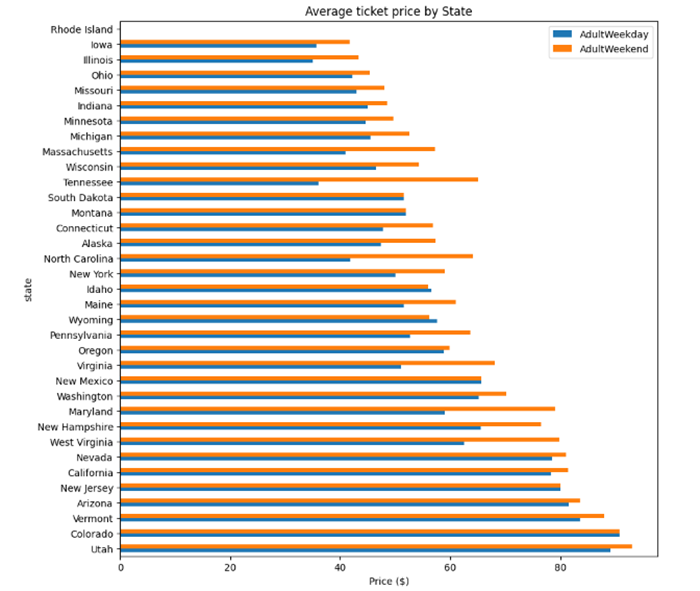 Average ticket price by State
AdultWeekday
AdultWeekend
state
Rhode Island
Iowa
Illinois
Ohio
Missouri
Indiana
Minnesota
Michigan
Massachusetts
Wisconsin
Tennessee
South Dakota
Montana
Connecticut
Alaska
North Carolina
New York
Idaho
Maine
Wyoming
Pennsylvania
Oregon
Virginia
New Mexico
Washington
Maryland
New Hampshire
West Virginia
Nevada
California
New Jersey
Arizona
Vermont
Colorado
Utah
0 20 40 60 80
Price ($)